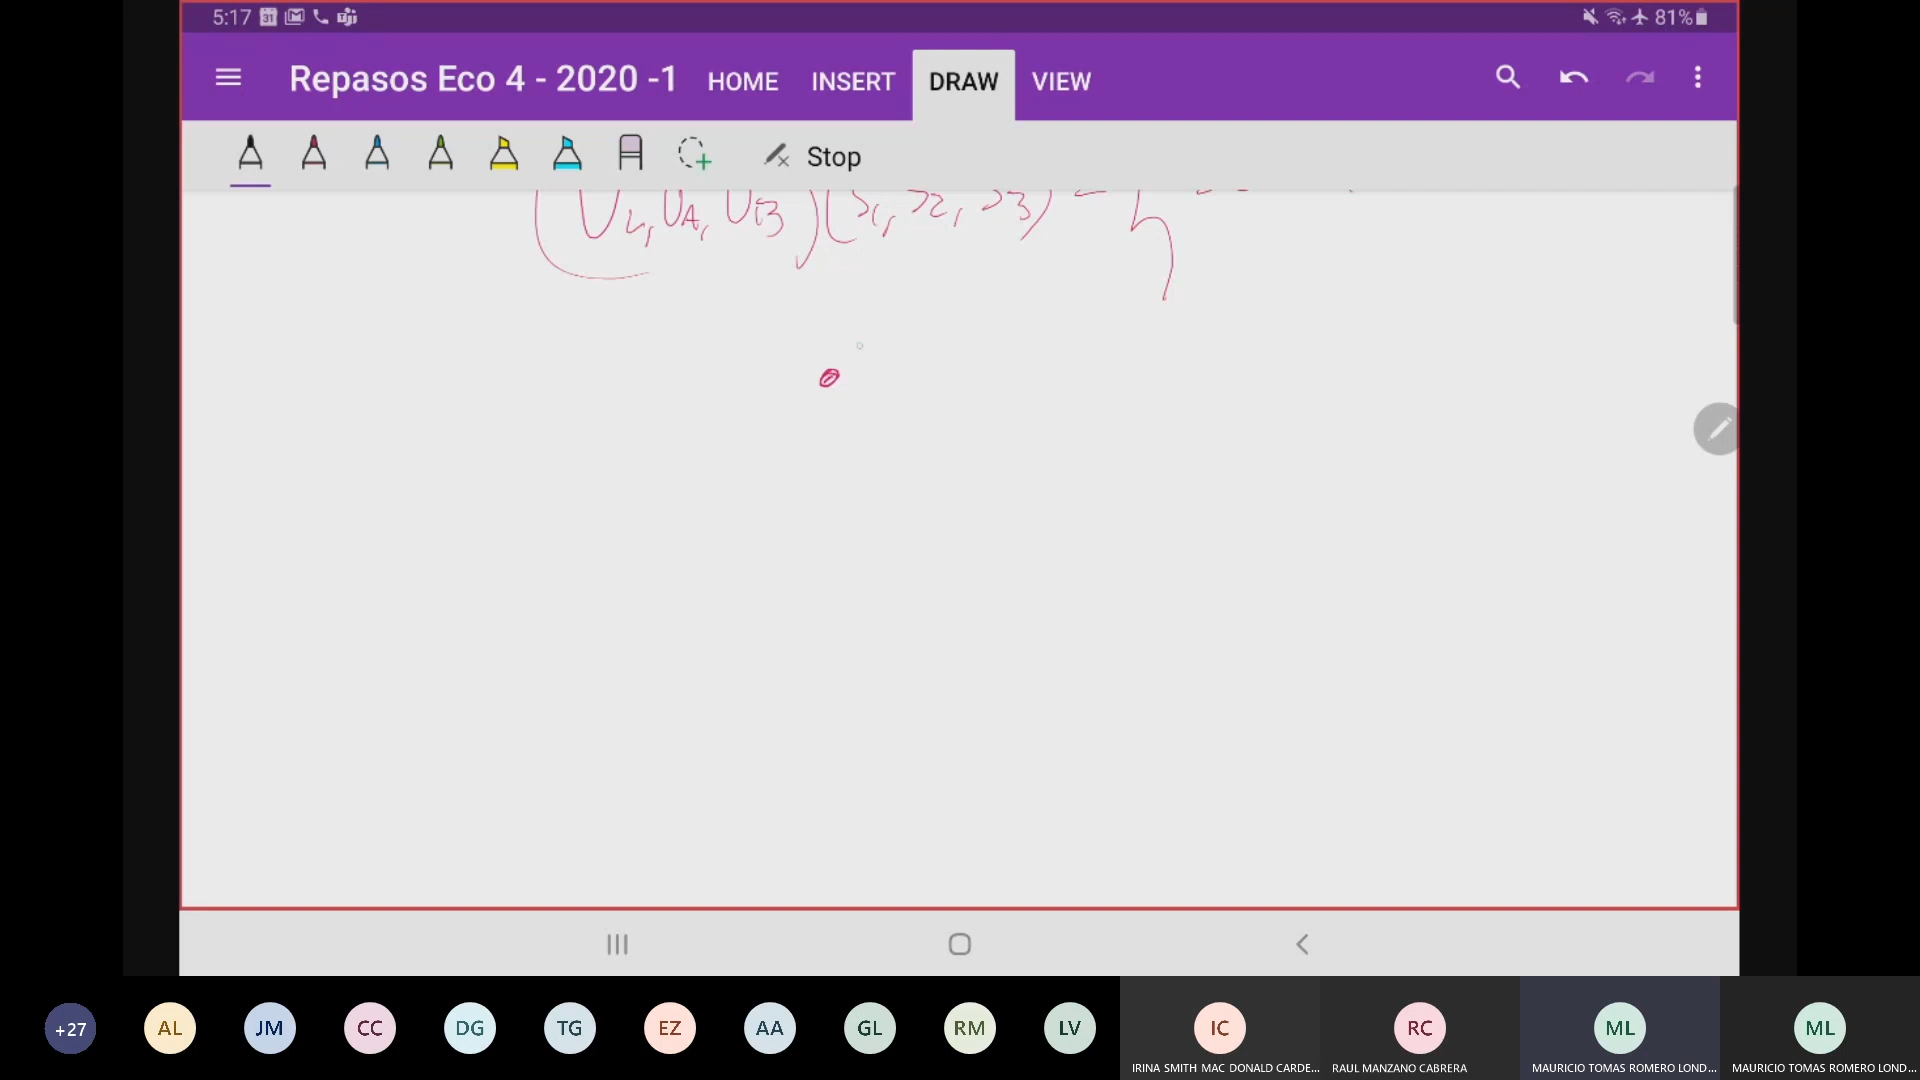 5:17 31 81%
Repasos Eco 4 - 2020 -1 HOME INSERT DRAW VIEW
Stop
+27 AL JM CC DG TG EZ AA GL RM LV IC RC ML ML
IRINA SMITH MAC DONALD CARDE... RAUL MANZANO CABRERA MAURICIO TOMAS ROMERO LOND... MAURICIO TOMAS ROMERO LOND...